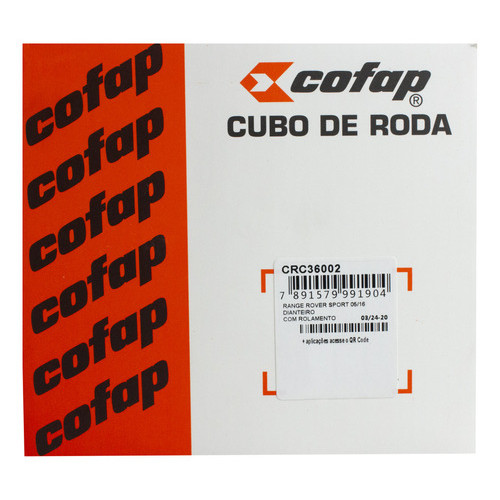 cofap
cofap
cofap
cofap
cofap
cofap
cofap®
CUBO DE RODA
CRC36002
7 891579 991904
RANGE ROVER SPORT 06/16
DIANTEIRO
COM ROLAMENTO 03/24-20
+ aplicações acesse o QR Code